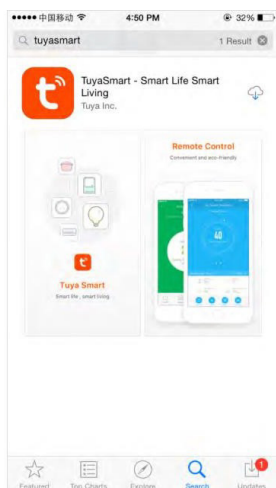 中国移动 4:50 PM 32%
tuyasmart 1 Result
TuyaSmart - Smart Life Smart
Living
Tuya Inc.
Remote Control
Convenient and eco-friendly
40
Tuya Smart
Smart life , smart living
Featured Top Charts Explore Search Updates
1